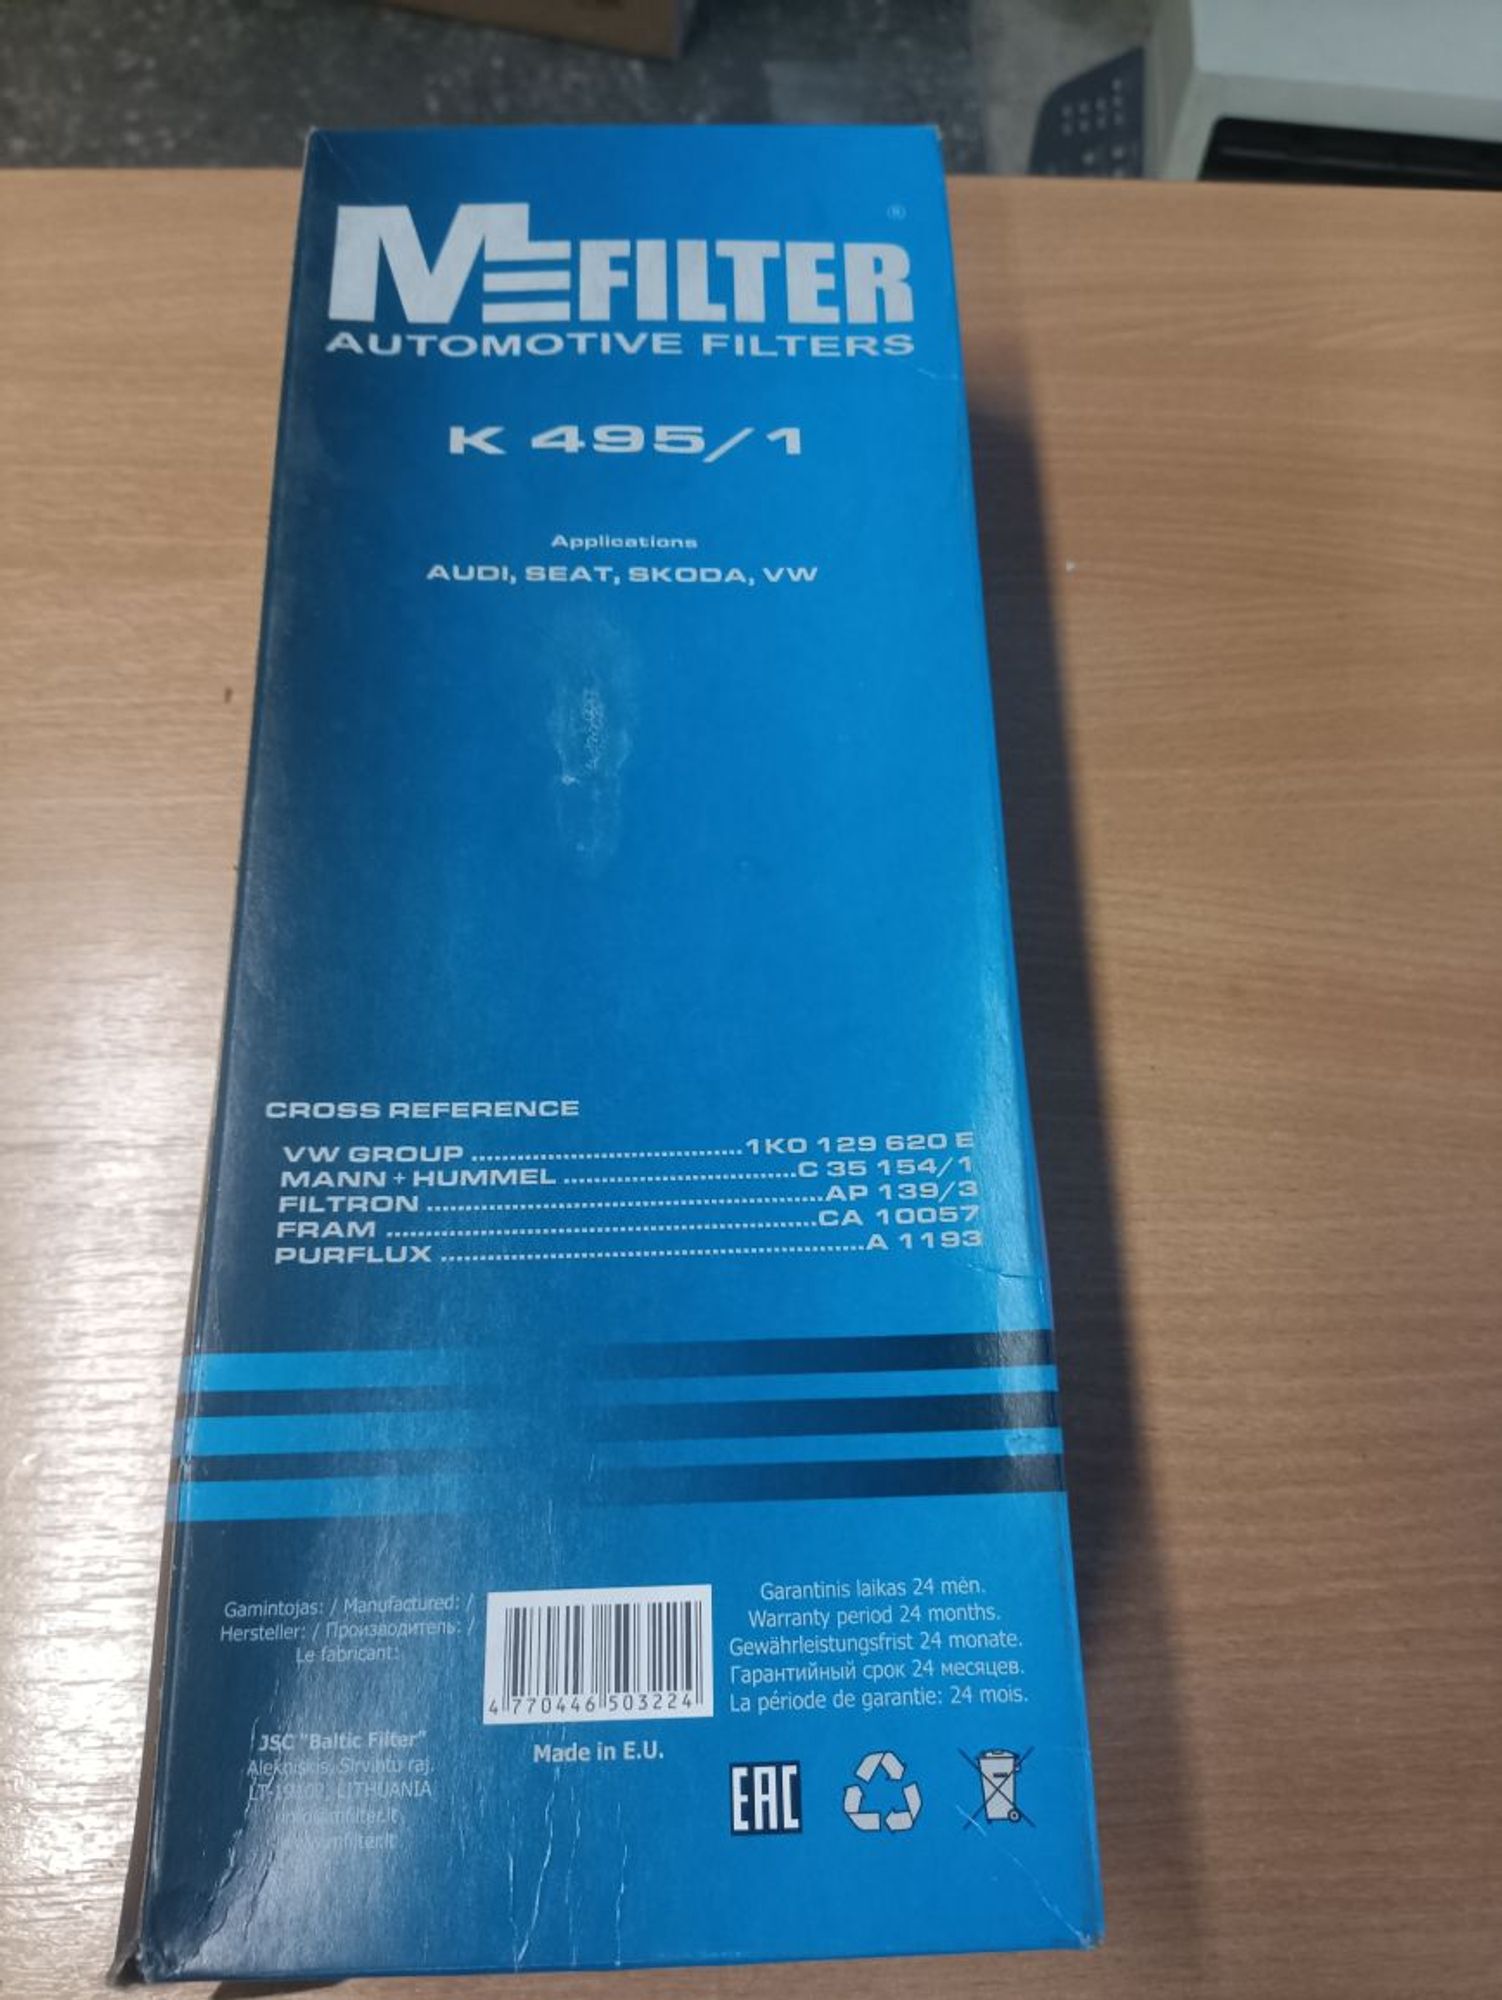 MFILTER ®
AUTOMOTIVE FILTERS
K 495/1
Applications
AUDI, SEAT, SKODA, VW
CROSS REFERENCE
VW GROUP ........................................ 1K0 129 620 E
MANN + HUMMEL ........................................ C 35 154/1
FILTRON ........................................ AP 139/3
FRAM ........................................ CA 10057
PURFLUX ........................................ A 1193
Gamintojas: / Manufactured: /
Hersteller: / Производитель: /
Le fabricant:
JSC "Baltic Filter"
Širvintų raj.
LITHUANIA
4 770446 503224
Made in E.U.
Garantinis laikas 24 mėn.
Warranty period 24 months.
Gewährleistungsfrist 24 monate.
Гарантийный срок 24 месяцев.
La période de garantie: 24 mois.
EAC